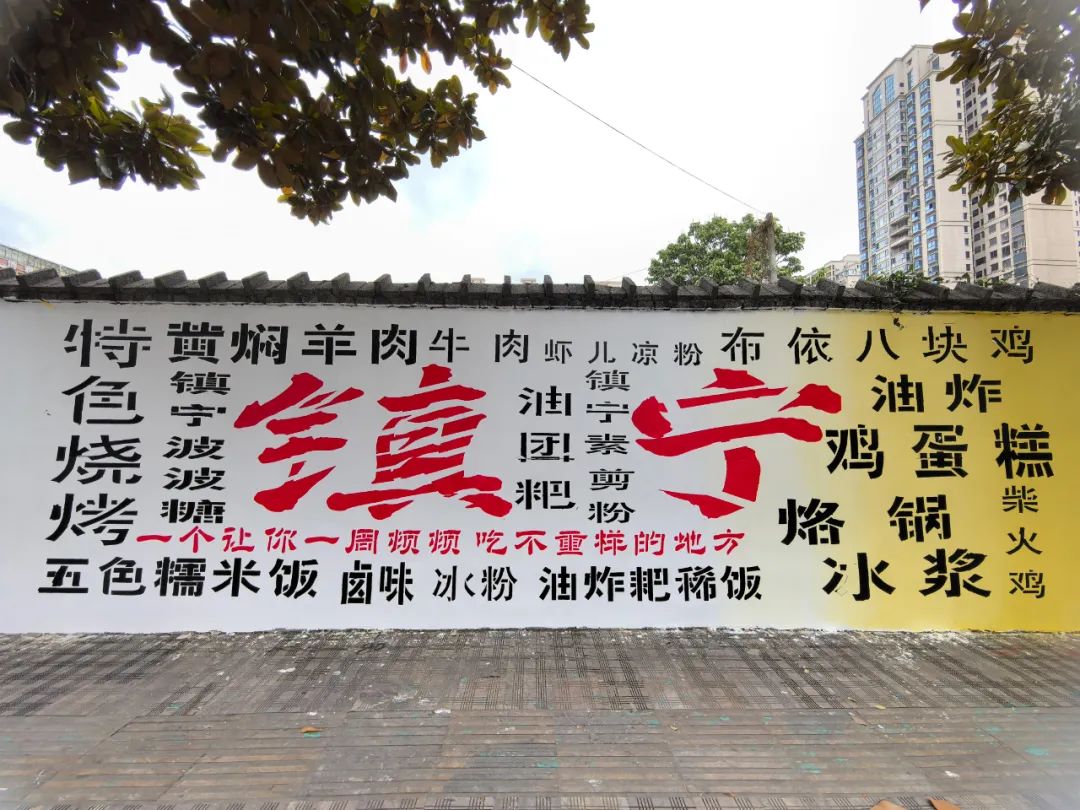 特色烧烤
黄焖羊肉
牛肉
虾儿凉粉
布依八块鸡
镇宁波波糖
镇宁
油团粑
镇宁素剪粉
油炸
鸡蛋糕
烙锅
柴火鸡
一个让你一周烦烦吃不重样的地方
五色糯米饭
卤味
冰粉
油炸粑稀饭
冰浆